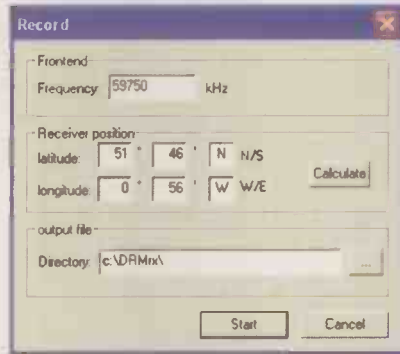 Record
Frontend
Frequency: 59750 kHz
Receiver position
latitude: 51 ° 46 ' N N/S
longitude: 0 ° 56 ' W W/E
Calculate
output file
Directory: c:\DRMrx\ ...
Start Cancel